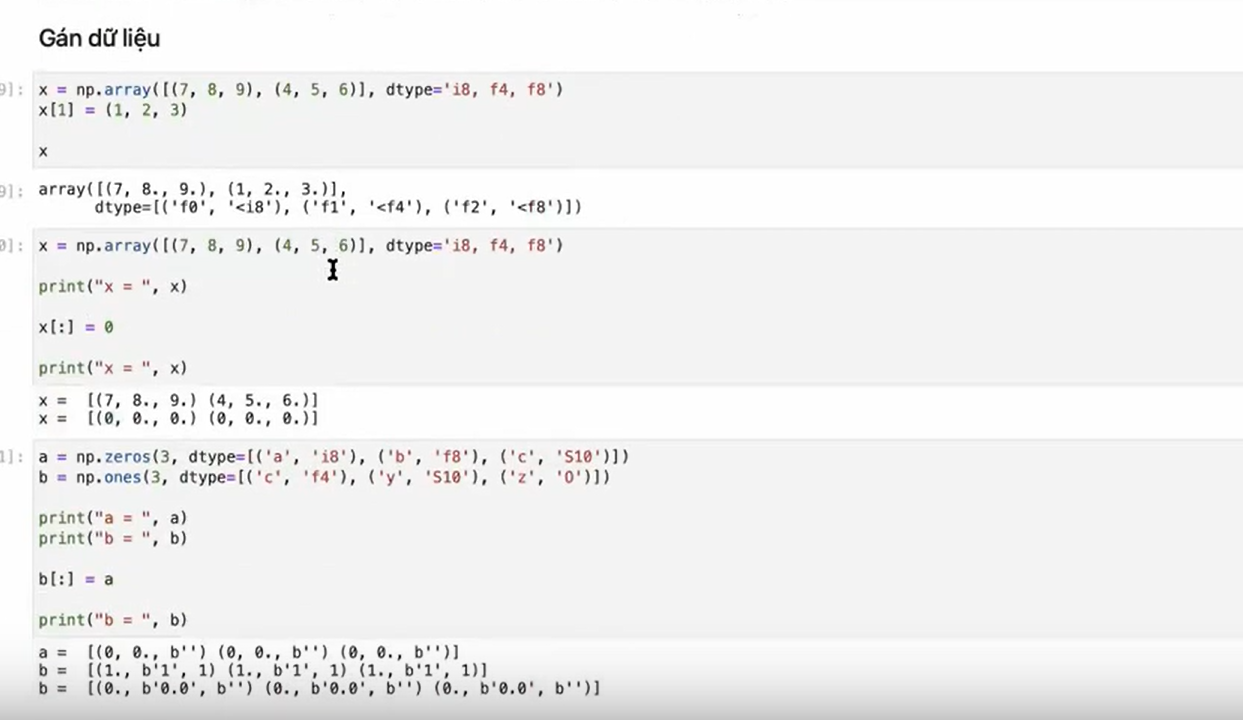 Gán dữ liệu
9]: x = np.array([(7, 8, 9), (4, 5, 6)], dtype='i8, f4, f8')
x[1] = (1, 2, 3)
x
9]: array([(7, 8., 9.), (1, 2., 3.)],
dtype=[('f0', '<i8'), ('f1', '<f4'), ('f2', '<f8')])
0]: x = np.array([(7, 8, 9), (4, 5, 6)], dtype='i8, f4, f8')
print("x = ", x)
x[:] = 0
print("x = ", x)
x =  [(7, 8., 9.) (4, 5., 6.)]
x =  [(0, 0., 0.) (0, 0., 0.)]
1]: a = np.zeros(3, dtype=[('a', 'i8'), ('b', 'f8'), ('c', 'S10')])
b = np.ones(3, dtype=[('c', 'f4'), ('y', 'S10'), ('z', 'O')])
print("a = ", a)
print("b = ", b)
b[:] = a
print("b = ", b)
a =  [(0, 0., b'') (0, 0., b'') (0, 0., b'')]
b =  [(1., b'1', 1) (1., b'1', 1) (1., b'1', 1)]
b =  [(0., b'0.0', b'') (0., b'0.0', b'') (0., b'0.0', b'')]